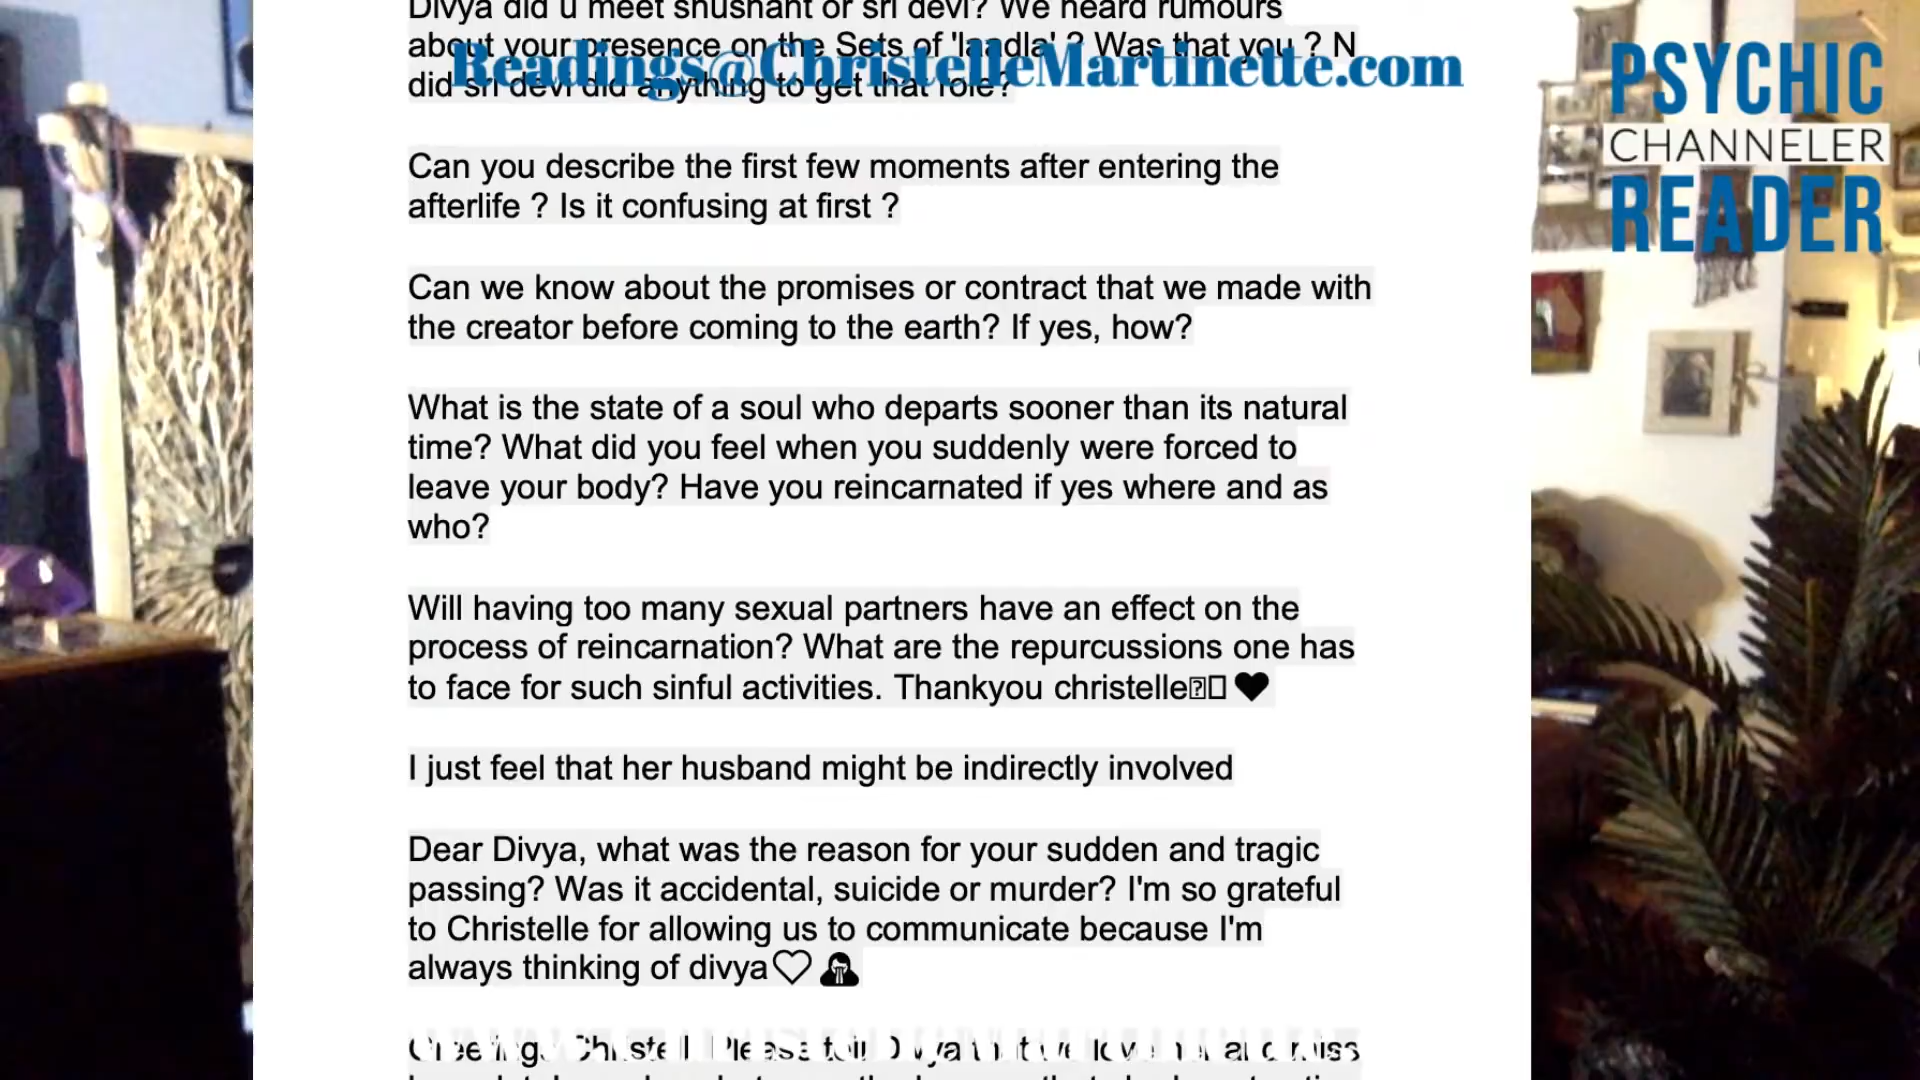 Divya did u meet shushant or sri devi? We heard rumours
about your presence on the Sets of 'laadla' ? Was that you ? N
did sri devi did anything to get that role?
Readings@ChristelleMartinette.com
PSYCHIC
CHANNELER
READER
Can you describe the first few moments after entering the
afterlife ? Is it confusing at first ?
Can we know about the promises or contract that we made with
the creator before coming to the earth? If yes, how?
What is the state of a soul who departs sooner than its natural
time? What did you feel when you suddenly were forced to
leave your body? Have you reincarnated if yes where and as
who?
Will having too many sexual partners have an effect on the
process of reincarnation? What are the repurcussions one has
to face for such sinful activities. Thankyou christelle⍰☐♥
I just feel that her husband might be indirectly involved
Dear Divya, what was the reason for your sudden and tragic
passing? Was it accidental, suicide or murder? I'm so grateful
to Christelle for allowing us to communicate because I'm
always thinking of divya♡
Please tell Divya that we love her and miss